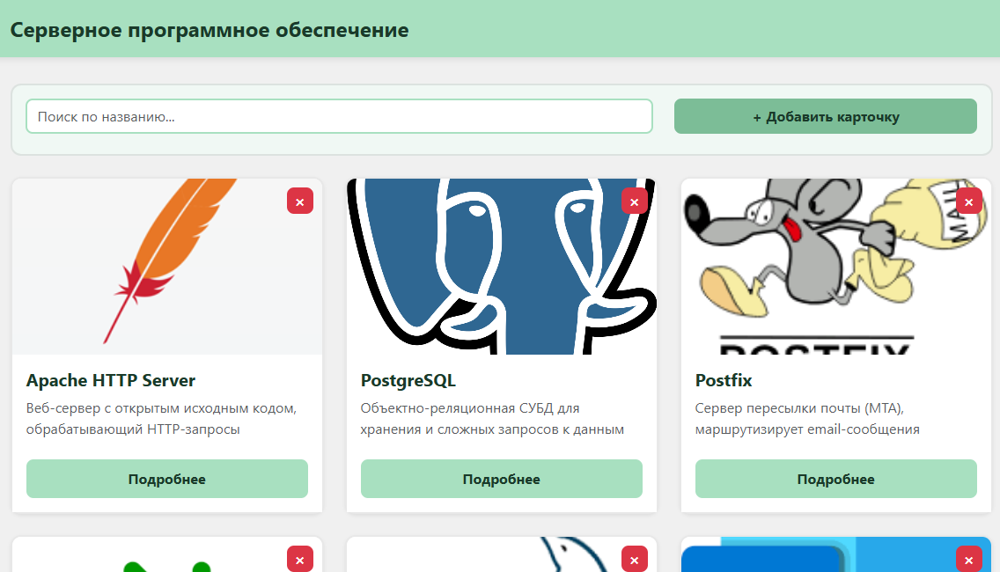 Серверное программное обеспечение
Поиск по названию...
+ Добавить карточку
×
×
×
MAIL
POSTFIX
Apache HTTP Server
PostgreSQL
Postfix
Веб-сервер с открытым исходным кодом,
обрабатывающий HTTP-запросы
Объектно-реляционная СУБД для
хранения и сложных запросов к данным
Сервер пересылки почты (MTA),
маршрутизирует email-сообщения
Подробнее
Подробнее
Подробнее
×
×
×